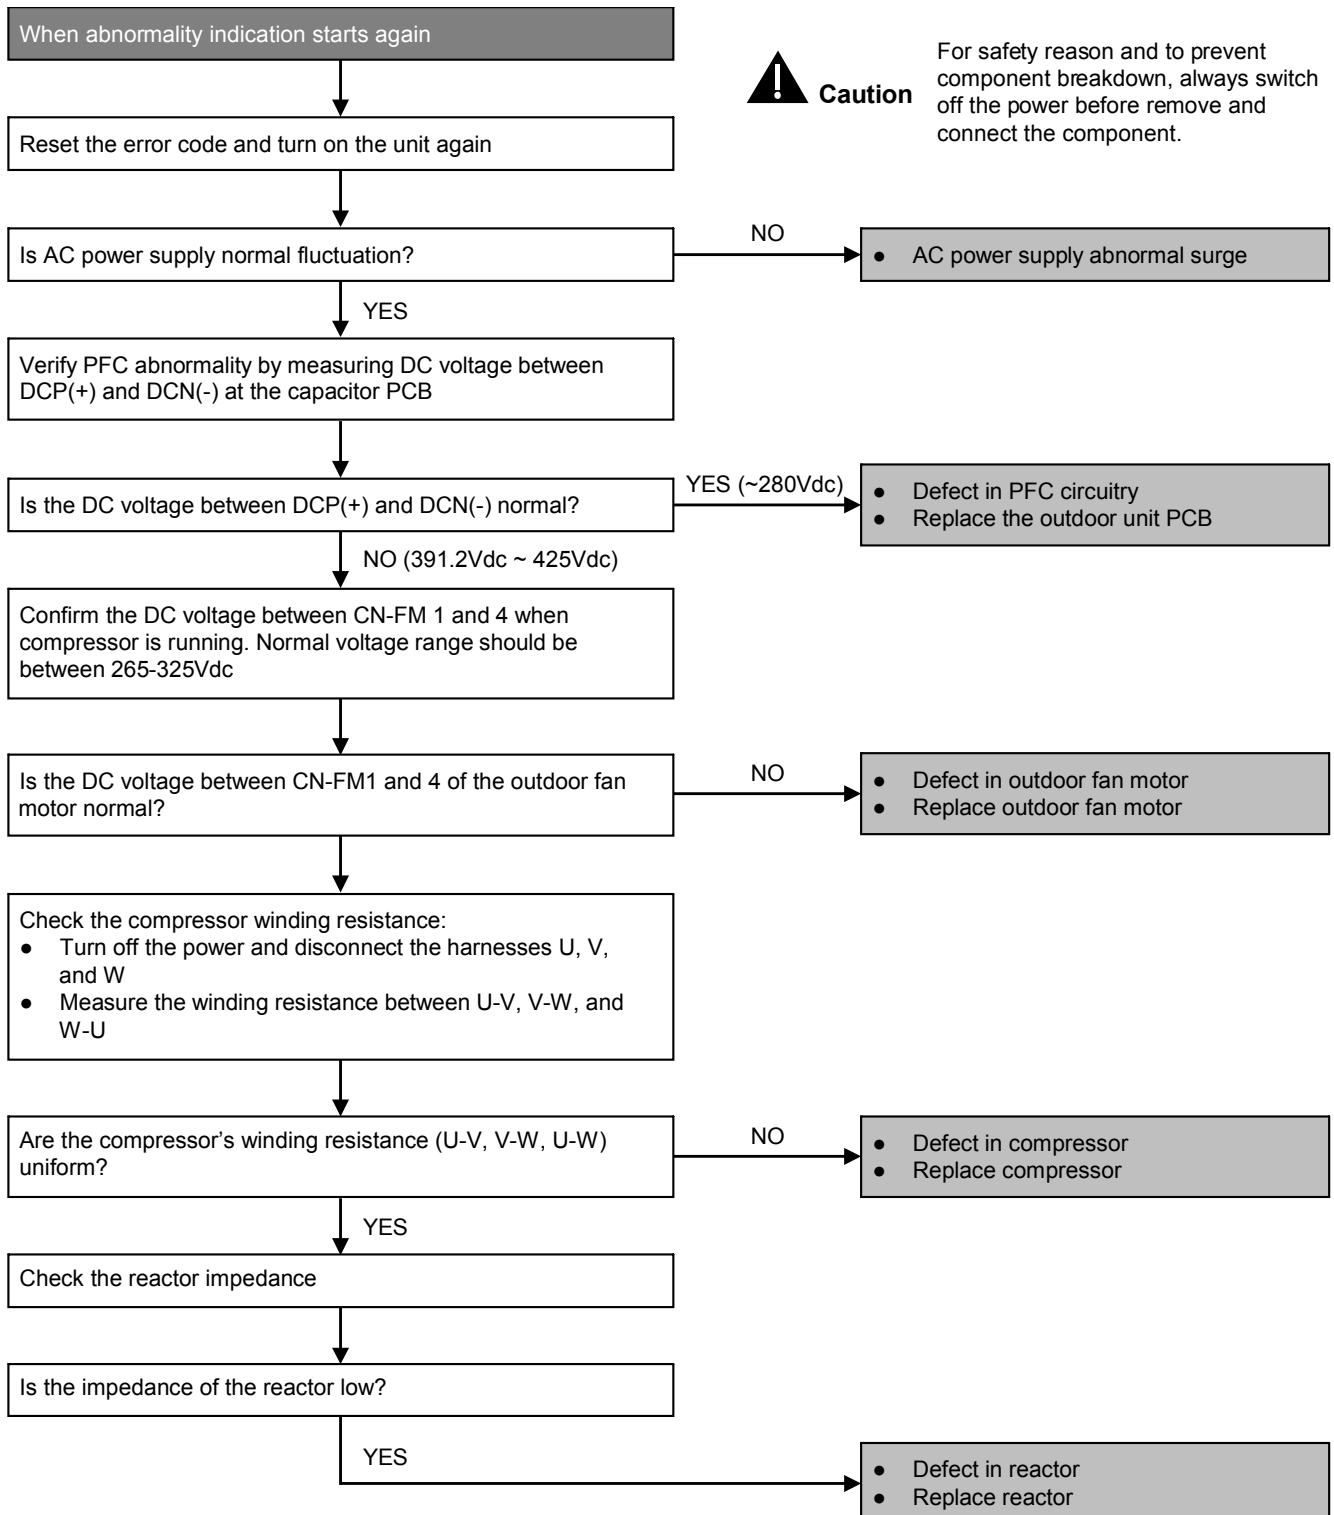 When abnormality indication starts again
Caution
For safety reason and to prevent
component breakdown, always switch
off the power before remove and
connect the component.
Reset the error code and turn on the unit again
Is AC power supply normal fluctuation?
NO
● AC power supply abnormal surge
YES
Verify PFC abnormality by measuring DC voltage between
DCP(+) and DCN(-) at the capacitor PCB
Is the DC voltage between DCP(+) and DCN(-) normal?
YES (~280Vdc)
● Defect in PFC circuitry
● Replace the outdoor unit PCB
NO (391.2Vdc ~ 425Vdc)
Confirm the DC voltage between CN-FM 1 and 4 when
compressor is running. Normal voltage range should be
between 265-325Vdc
Is the DC voltage between CN-FM1 and 4 of the outdoor fan
motor normal?
NO
● Defect in outdoor fan motor
● Replace outdoor fan motor
Check the compressor winding resistance:
● Turn off the power and disconnect the harnesses U, V,
and W
● Measure the winding resistance between U-V, V-W, and
W-U
Are the compressor’s winding resistance (U-V, V-W, U-W)
uniform?
NO
● Defect in compressor
● Replace compressor
YES
Check the reactor impedance
Is the impedance of the reactor low?
YES
● Defect in reactor
● Replace reactor